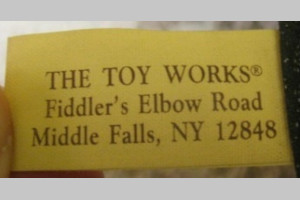 THE TOY WORKS®
Fiddler's Elbow Road
Middle Falls, NY 12848